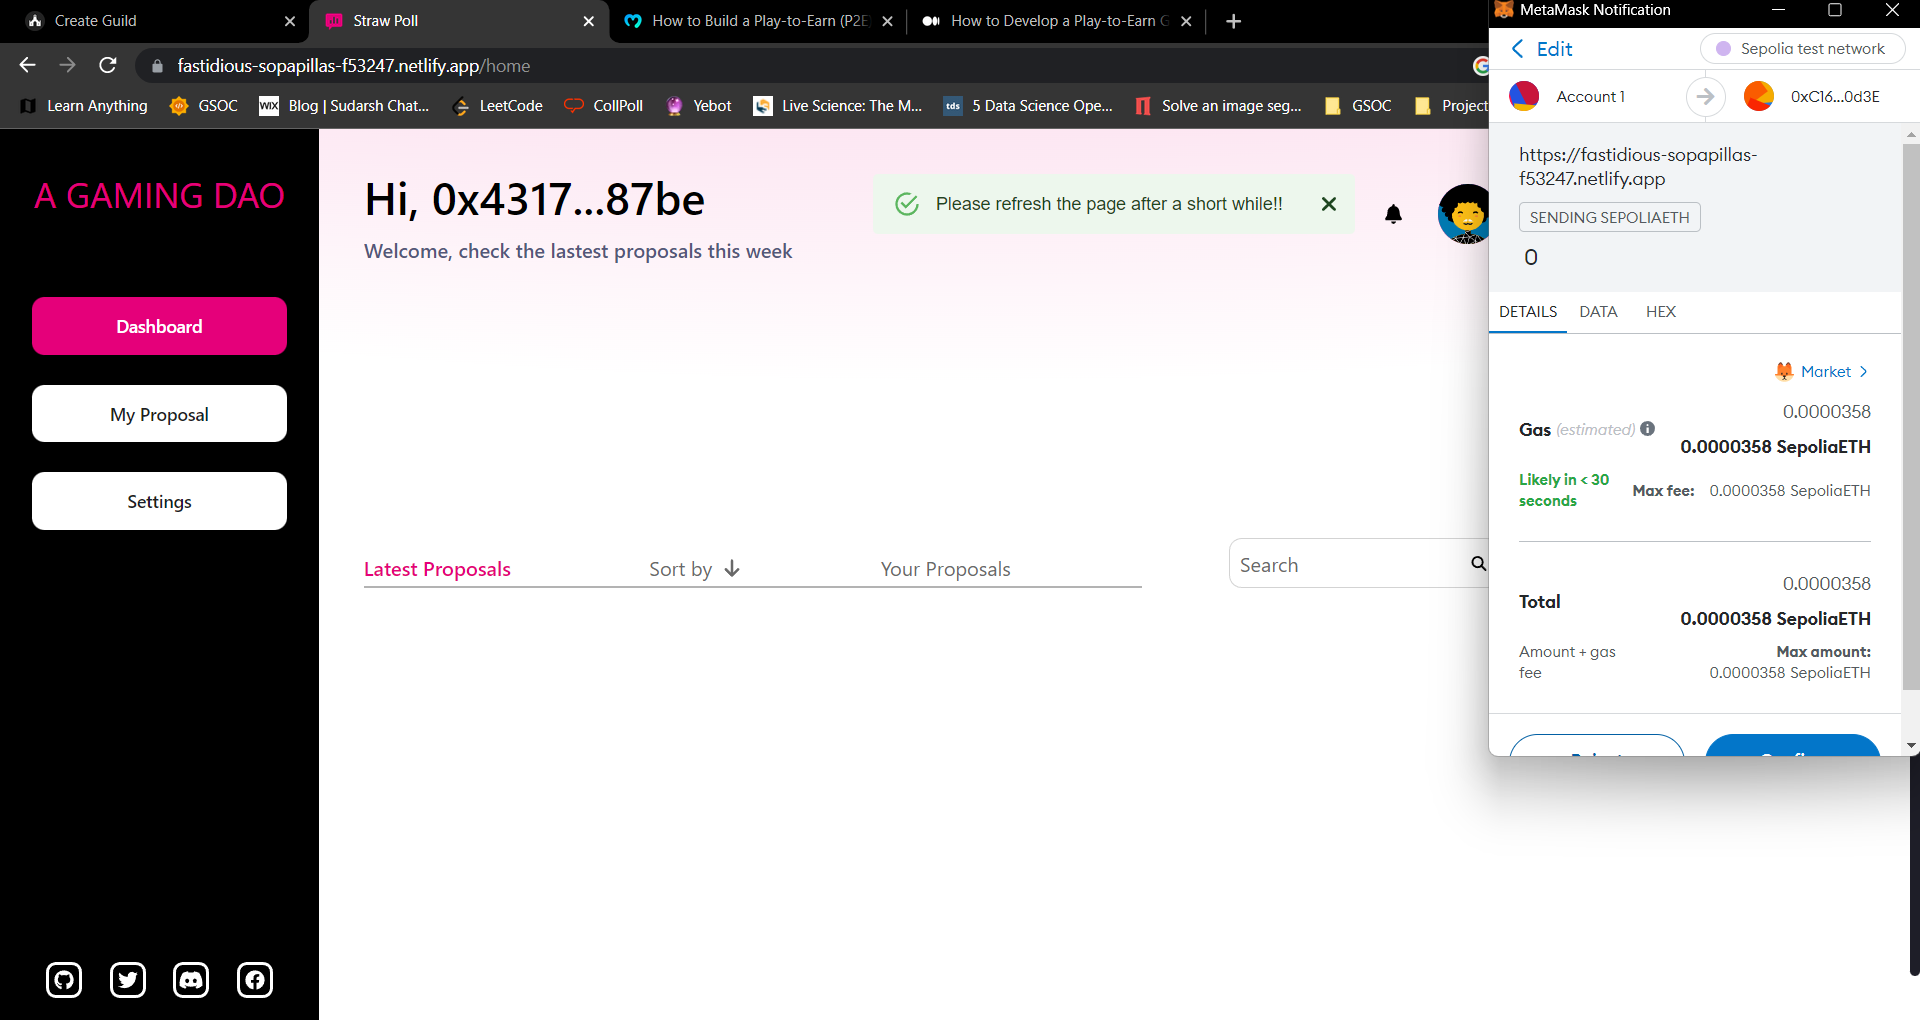 Create Guild
Straw Poll
How to Build a Play-to-Earn (P2E
How to Develop a Play-to-Earn G
fastidious-sopapillas-f53247.netlify.app/home
Learn Anything
GSOC
WIX
Blog | Sudarsh Chat...
LeetCode
CollPoll
Yebot
Live Science: The M...
tds
5 Data Science Ope...
Solve an image seg...
GSOC
Project
A GAMING DAO
Dashboard
My Proposal
Settings
Hi, 0x4317...87be
Welcome, check the lastest proposals this week
Please refresh the page after a short while!!
Latest Proposals
Sort by
Your Proposals
Search
MetaMask Notification
Edit
Sepolia test network
Account 1
0xC16...0d3E
https://fastidious-sopapillas-
f53247.netlify.app
SENDING SEPOLIAETH
0
DETAILS
DATA
HEX
Market
0.0000358
Gas (estimated)
0.0000358 SepoliaETH
Likely in < 30
seconds
Max fee: 0.0000358 SepoliaETH
0.0000358
Total
0.0000358 SepoliaETH
Amount + gas
fee
Max amount:
0.0000358 SepoliaETH